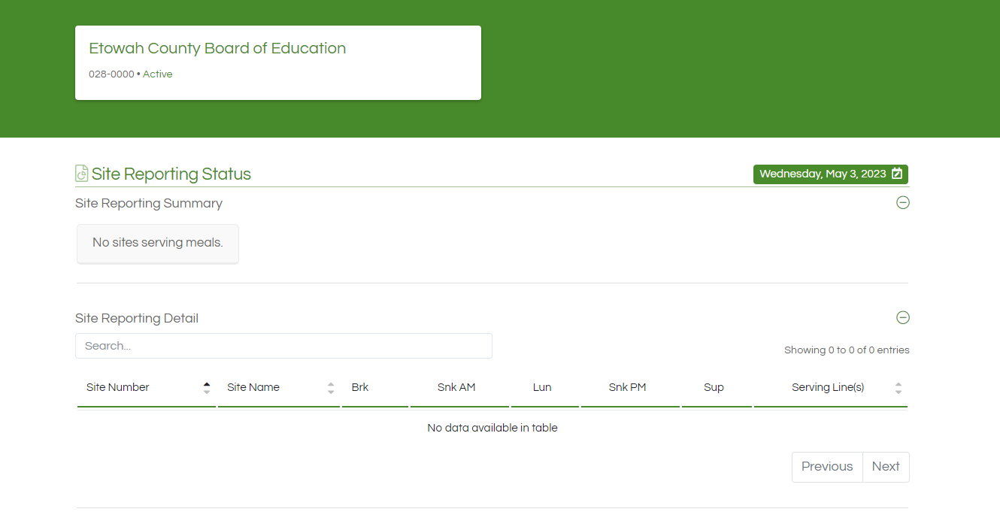 Etowah County Board of Education
028-0000 • Active
Site Reporting Status
Wednesday, May 3, 2023
Site Reporting Summary
No sites serving meals.
Site Reporting Detail
Search...
Showing 0 to 0 of 0 entries
Site Number Site Name Brk Snk AM Lun Snk PM Sup Serving Line(s)
No data available in table
Previous Next